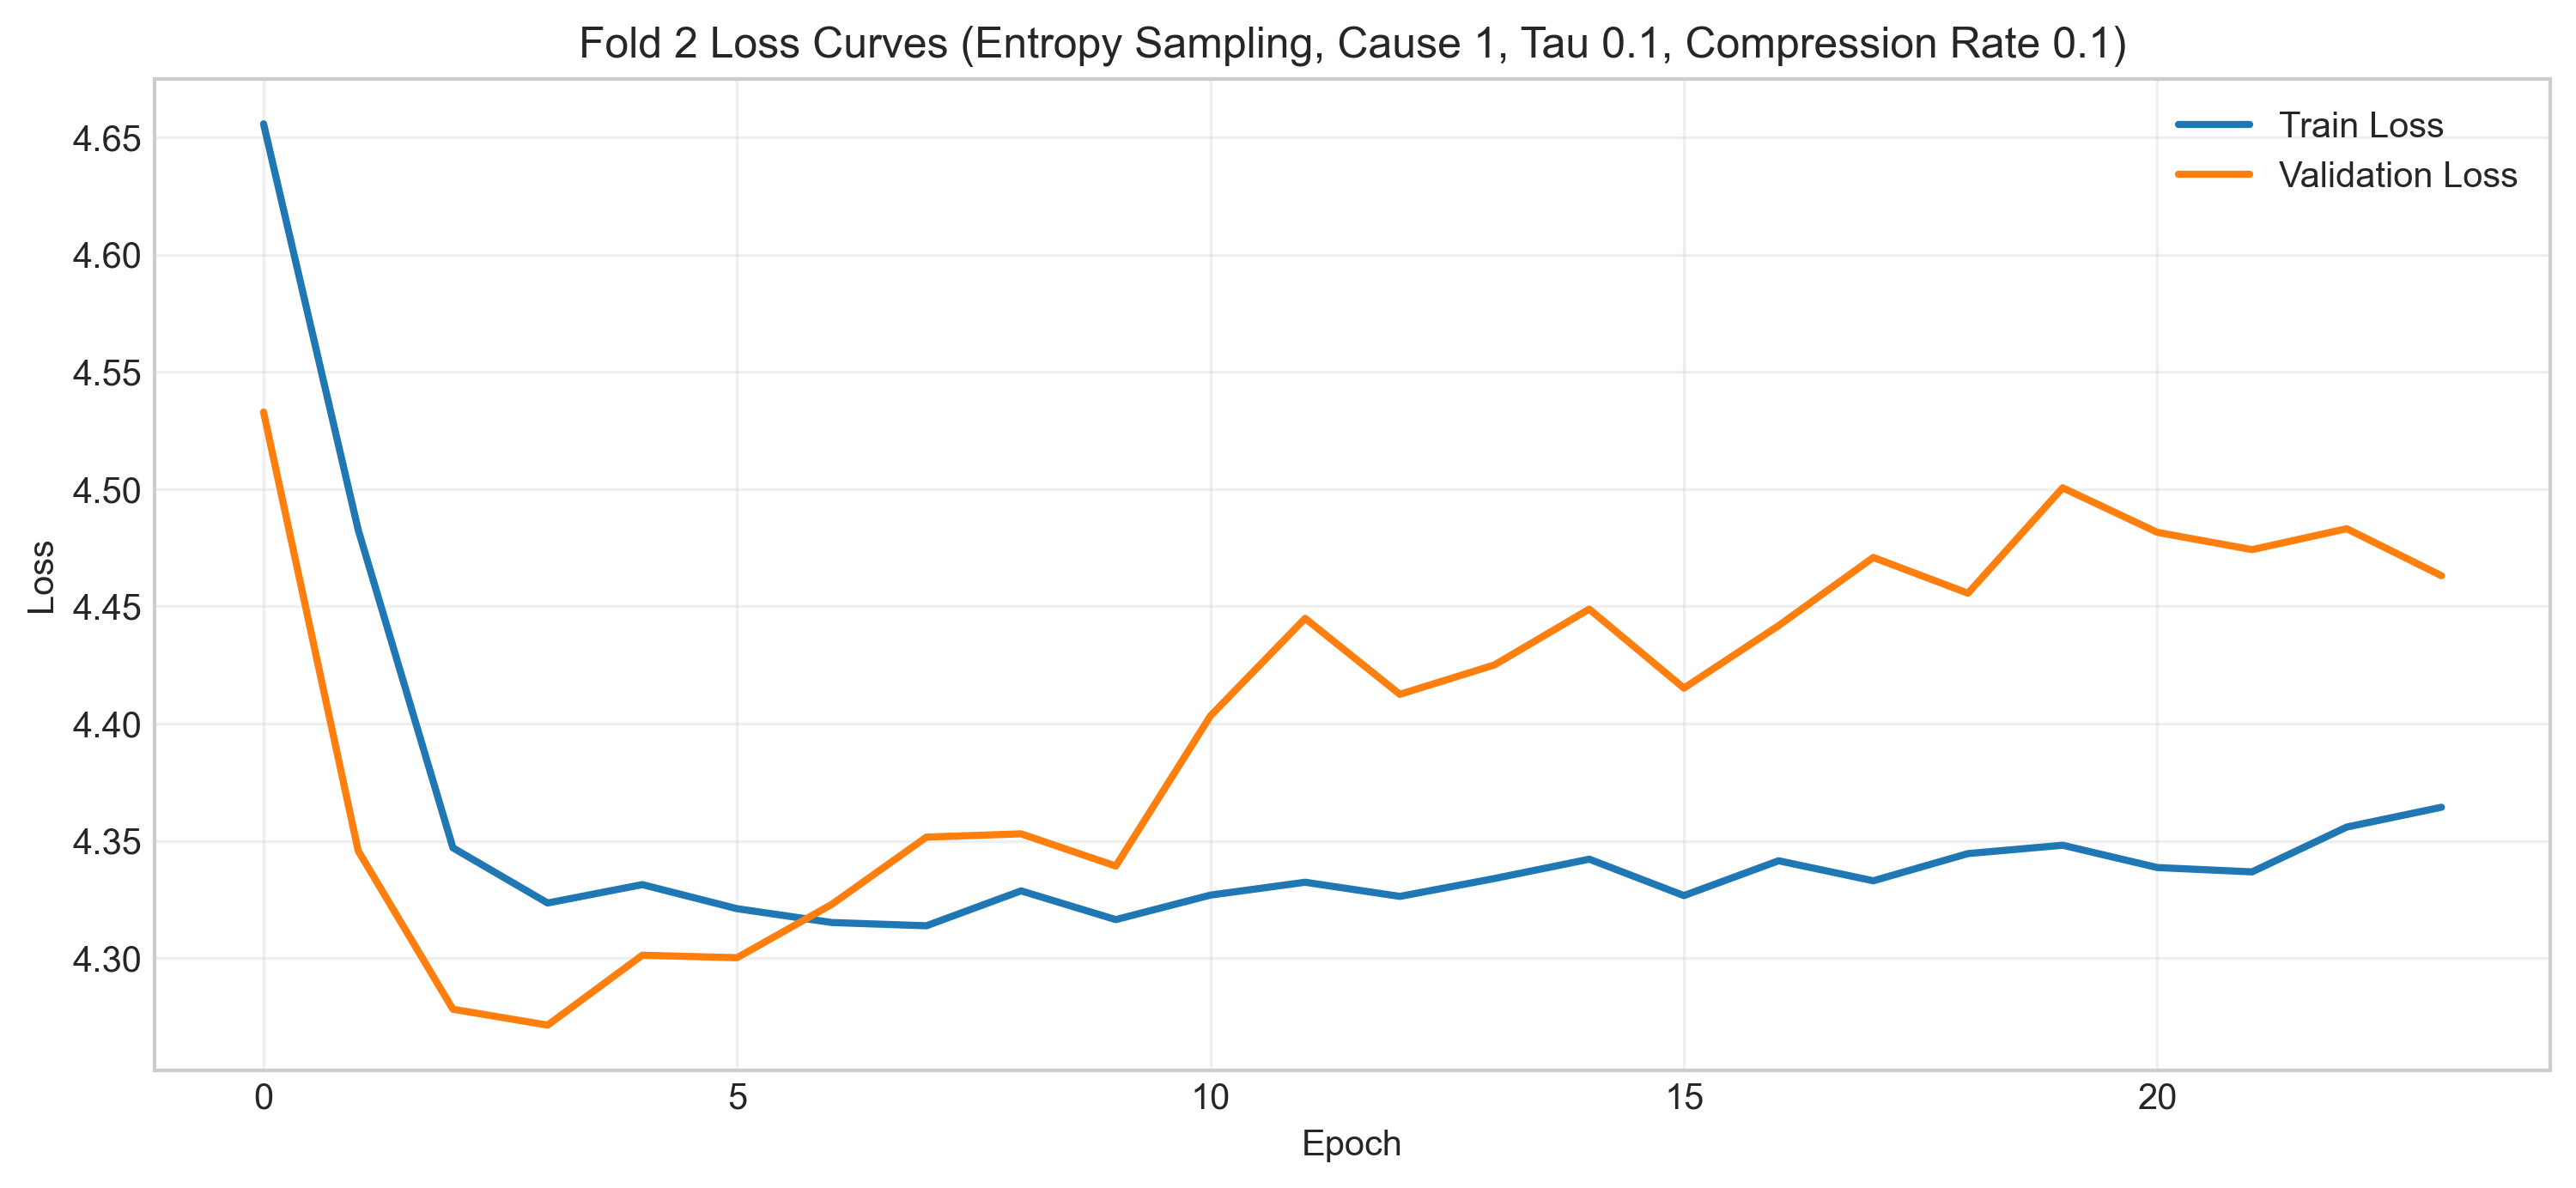 Fold 2 Loss Curves (Entropy Sampling, Cause 1, Tau 0.1, Compression Rate 0.1)
Train Loss
Validation Loss
4.65
4.60
4.55
4.50
4.45
4.40
4.35
4.30
Loss
0 5 10 15 20
Epoch